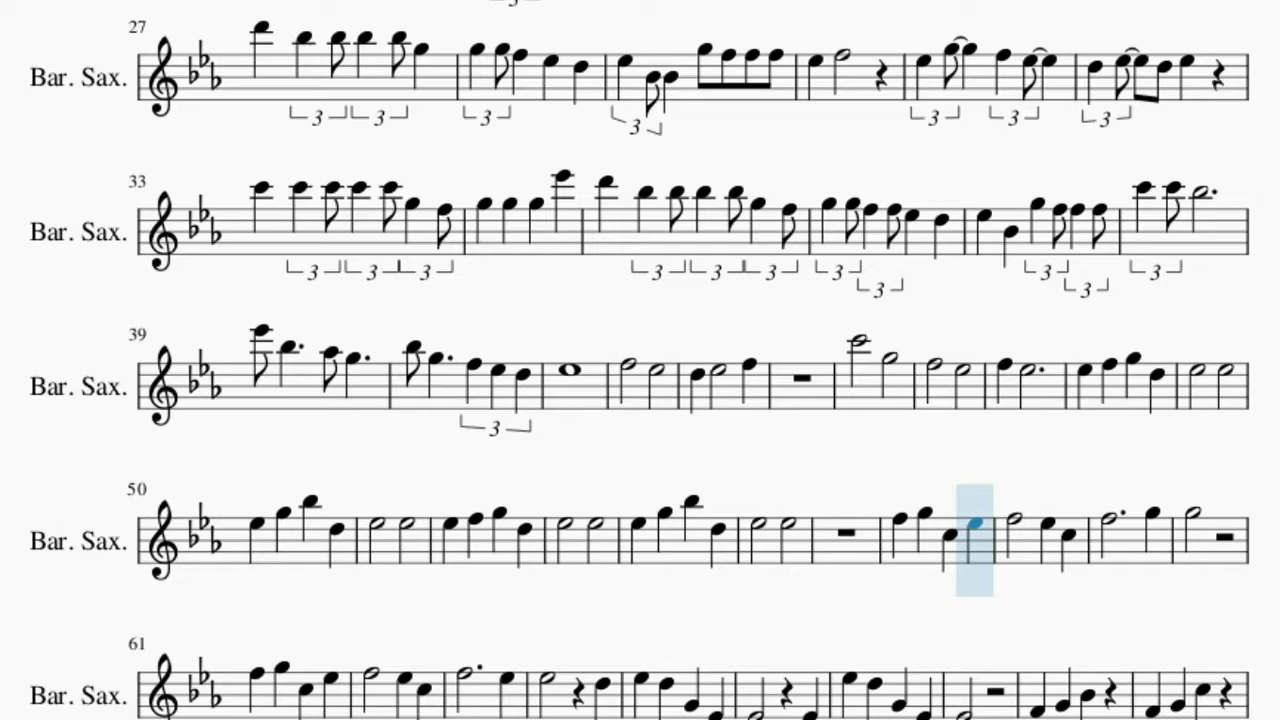 3
27
Bar. Sax.
3 3 3 3 3 3 3
33
Bar. Sax.
3 3 3 3 3 3 3 3 3 3 3
39
Bar. Sax.
3
50
Bar. Sax.
61
Bar. Sax.